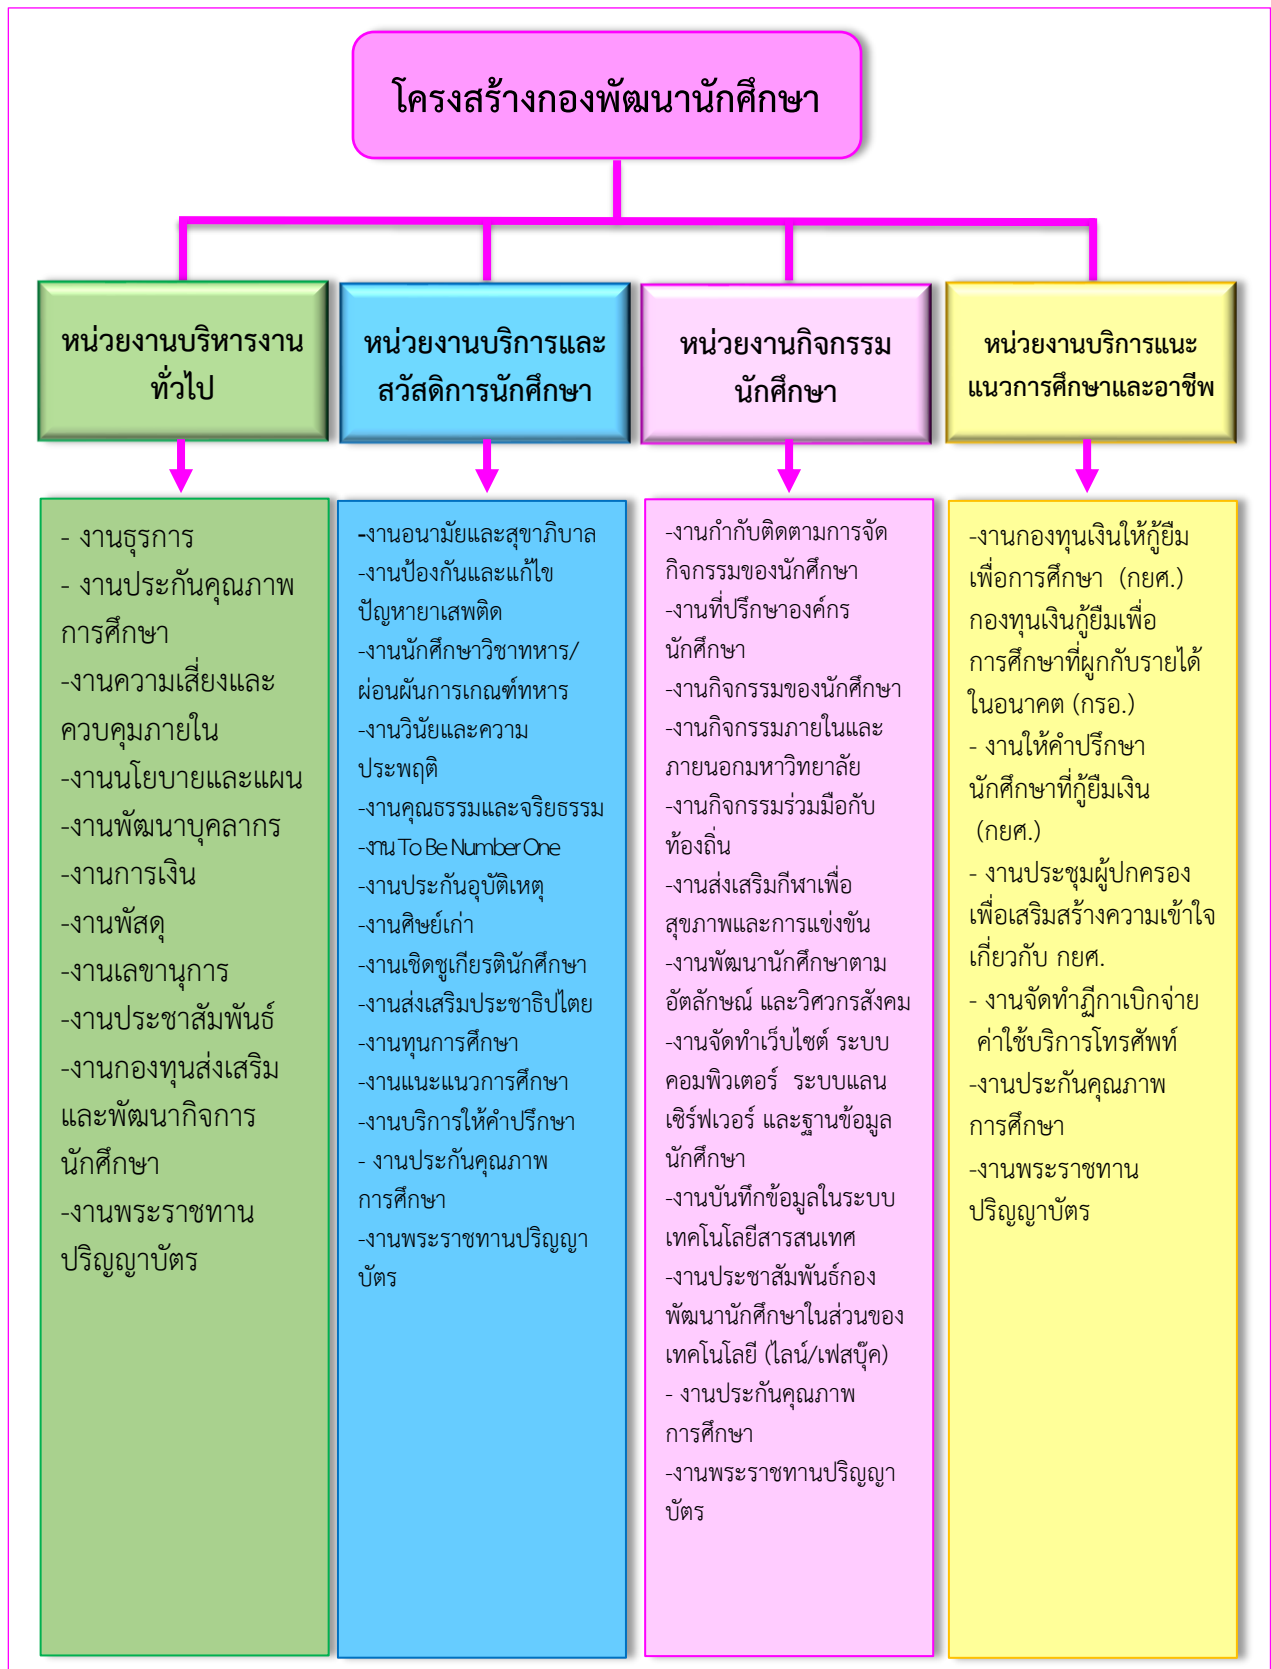 โครงสร้างกองพัฒนานักศึกษา
หน่วยงานบริหารงาน
ทั่วไป
- งานธุรการ
- งานประกันคุณภาพ
การศึกษา
-งานความเสี่ยงและ
ควบคุมภายใน
-งานนโยบายและแผน
-งานพัฒนาบุคลากร
-งานการเงิน
-งานพัสดุ
-งานเลขานุการ
-งานประชาสัมพันธ์
-งานกองทุนส่งเสริม
และพัฒนากิจการ
นักศึกษา
-งานพระราชทาน
ปริญญาบัตร
หน่วยงานบริการและ
สวัสดิการนักศึกษา
-งานอนามัยและสุขาภิบาล
-งานป้องกันและแก้ไข
ปัญหายาเสพติด
-งานนักศึกษาวิชาทหาร/
ผ่อนผันการเกณฑ์ทหาร
-งานวินัยและความ
ประพฤติ
-งานคุณธรรมและจริยธรรม
-งาน To Be Number One
-งานประกันอุบัติเหตุ
-งานศิษย์เก่า
-งานเชิดชูเกียรตินักศึกษา
-งานส่งเสริมประชาธิปไตย
-งานทุนการศึกษา
-งานแนะแนวการศึกษา
-งานบริการให้คำปรึกษา
- งานประกันคุณภาพ
การศึกษา
-งานพระราชทานปริญญา
บัตร
หน่วยงานกิจกรรม
นักศึกษา
-งานกำกับติดตามการจัด
กิจกรรมของนักศึกษา
-งานที่ปรึกษาองค์กร
นักศึกษา
-งานกิจกรรมของนักศึกษา
-งานกิจกรรมภายในและ
ภายนอกมหาวิทยาลัย
-งานกิจกรรมร่วมมือกับ
ท้องถิ่น
-งานส่งเสริมกีฬาเพื่อ
สุขภาพและการแข่งขัน
-งานพัฒนานักศึกษาตาม
อัตลักษณ์ และวิศวกรสังคม
-งานจัดทำเว็บไซต์ ระบบ
คอมพิวเตอร์ ระบบแลน
เซิร์ฟเวอร์ และฐานข้อมูล
นักศึกษา
-งานบันทึกข้อมูลในระบบ
เทคโนโลยีสารสนเทศ
-งานประชาสัมพันธ์กอง
พัฒนานักศึกษาในส่วนของ
เทคโนโลยี (ไลน์/เฟสบุ๊ค)
- งานประกันคุณภาพ
การศึกษา
-งานพระราชทานปริญญา
บัตร
หน่วยงานบริการแนะ
แนวการศึกษาและอาชีพ
-งานกองทุนเงินให้กู้ยืม
เพื่อการศึกษา (กยศ.)
กองทุนเงินกู้ยืมเพื่อ
การศึกษาที่ผูกกับรายได้
ในอนาคต (กรอ.)
- งานให้คำปรึกษา
นักศึกษาที่กู้ยืมเงิน
(กยศ.)
- งานประชุมผู้ปกครอง
เพื่อเสริมสร้างความเข้าใจ
เกี่ยวกับ กยศ.
- งานจัดทำฎีกาเบิกจ่าย
ค่าใช้บริการโทรศัพท์
-งานประกันคุณภาพ
การศึกษา
-งานพระราชทาน
ปริญญาบัตร